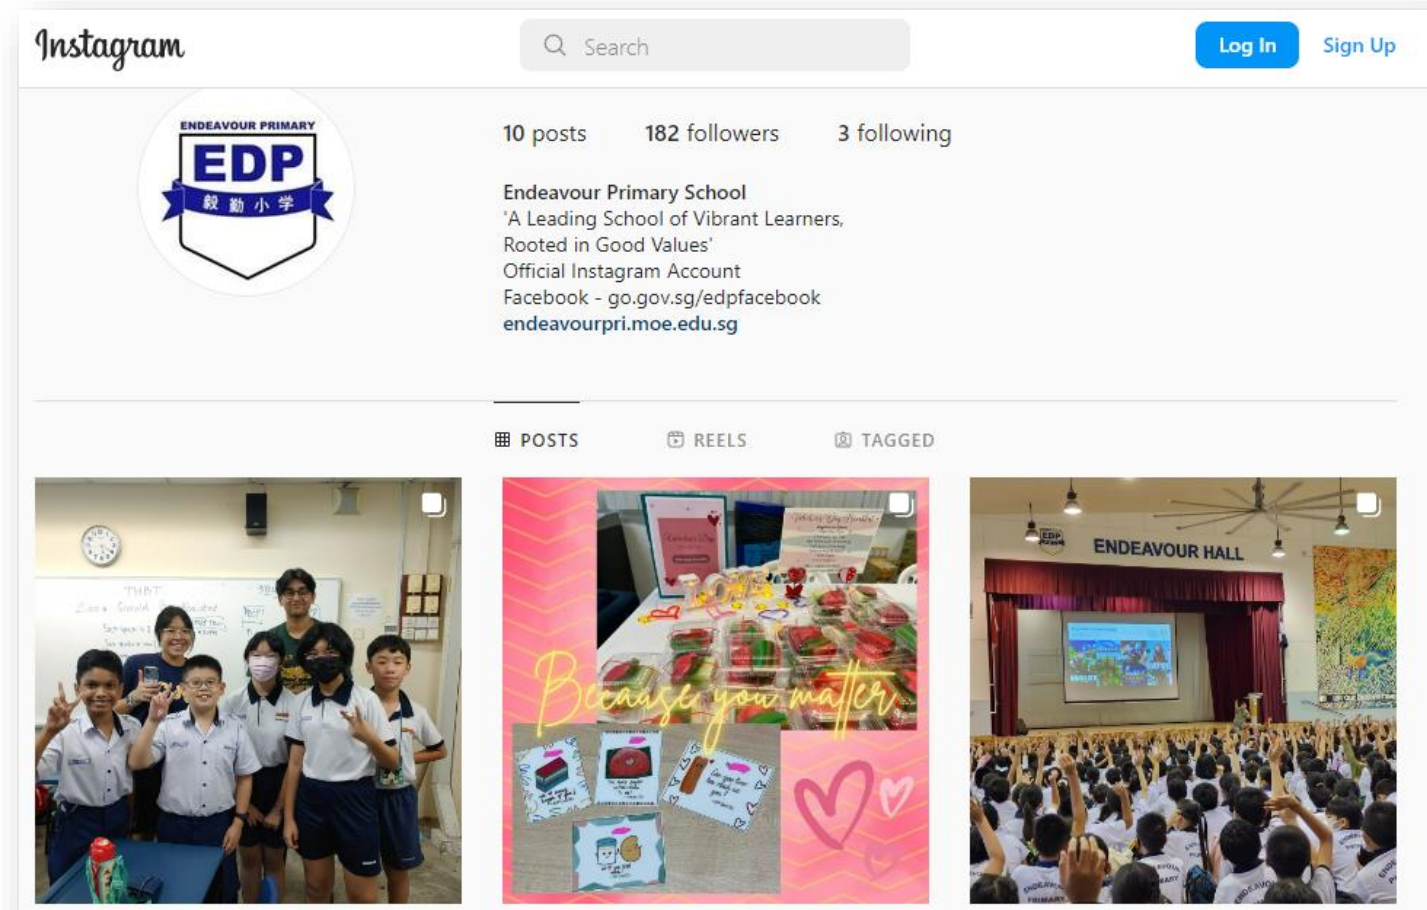 Instagram
Search
Log In
Sign Up
ENDEAVOUR PRIMARY
EDP
毅勤小学
10 posts 182 followers 3 following
Endeavour Primary School
'A Leading School of Vibrant Learners,
Rooted in Good Values'
Official Instagram Account
Facebook - go.gov.sg/edpfacebook
endeavourpri.moe.edu.sg
POSTS
REELS
TAGGED
THBT
Because you matter
EDP
ENDEAVOUR HALL